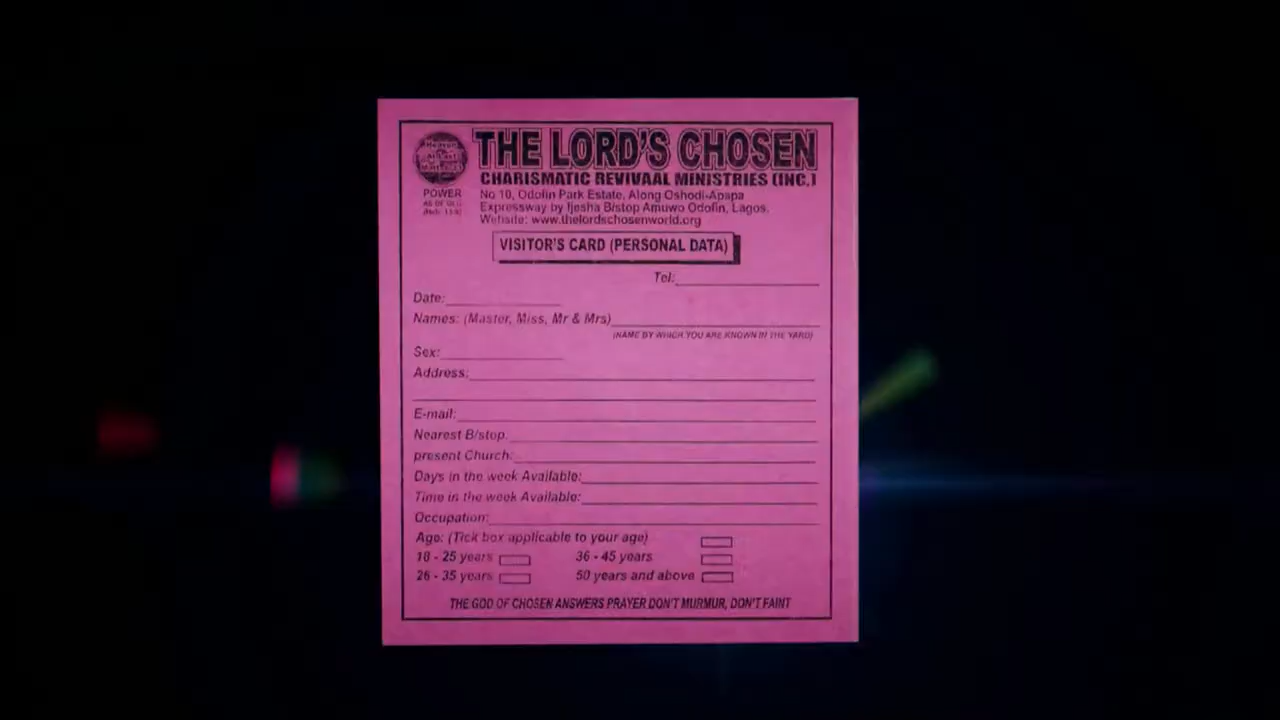 THE LORD'S CHOSEN
CHARISMATIC REVIVAAL MINISTRIES (INC.)
POWER
No 10, Odofin Park Estate, Along Oshodi-Apapa
Expressway by Ijesha B/stop Amuwo Odofin, Lagos.
Website: www.thelordschosenworld.org
VISITOR'S CARD (PERSONAL DATA)
Tel:
Date:
Names: (Master, Miss, Mr & Mrs)
(NAME BY WHICH YOU ARE KNOWN IN THE YARD)
Sex:
Address:
E-mail:
Nearest B/stop:
present Church:
Days in the week Available:
Time in the week Available:
Occupation:
Age: (Tick box applicable to your age)
18 - 25 years 36 - 45 years
26 - 35 years 50 years and above
THE GOD OF CHOSEN ANSWERS PRAYER DON'T MURMUR, DON'T FAINT